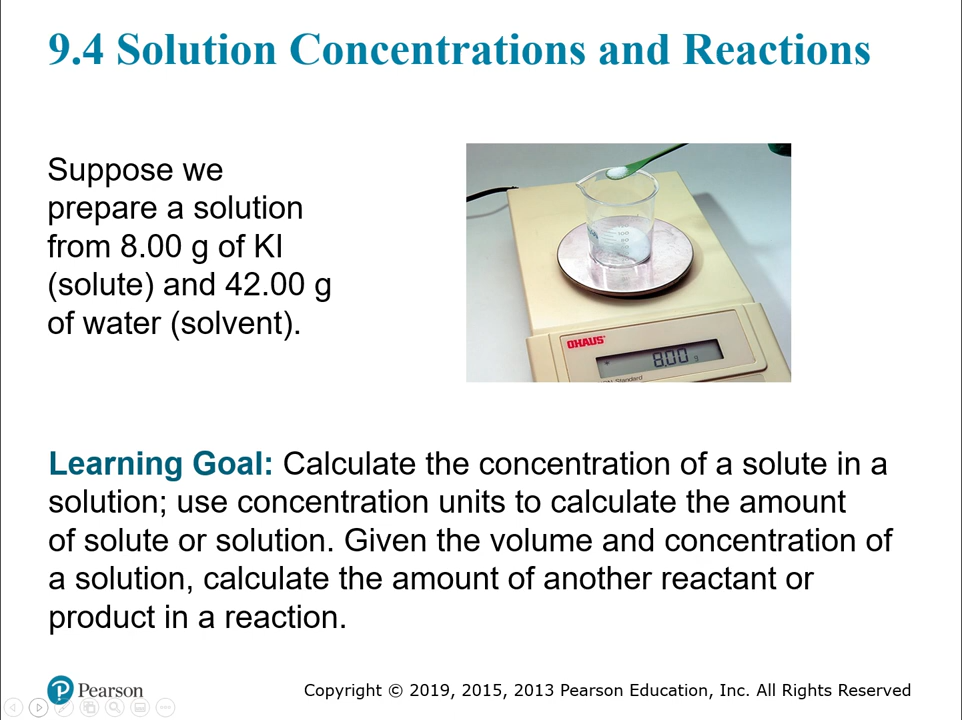 9.4 Solution Concentrations and Reactions
Suppose we
prepare a solution
from 8.00 g of KI
(solute) and 42.00 g
of water (solvent).
OHAUS
8.00 g
Standard
Learning Goal: Calculate the concentration of a solute in a
solution; use concentration units to calculate the amount
of solute or solution. Given the volume and concentration of
a solution, calculate the amount of another reactant or
product in a reaction.
Pearson
Copyright © 2019, 2015, 2013 Pearson Education, Inc. All Rights Reserved